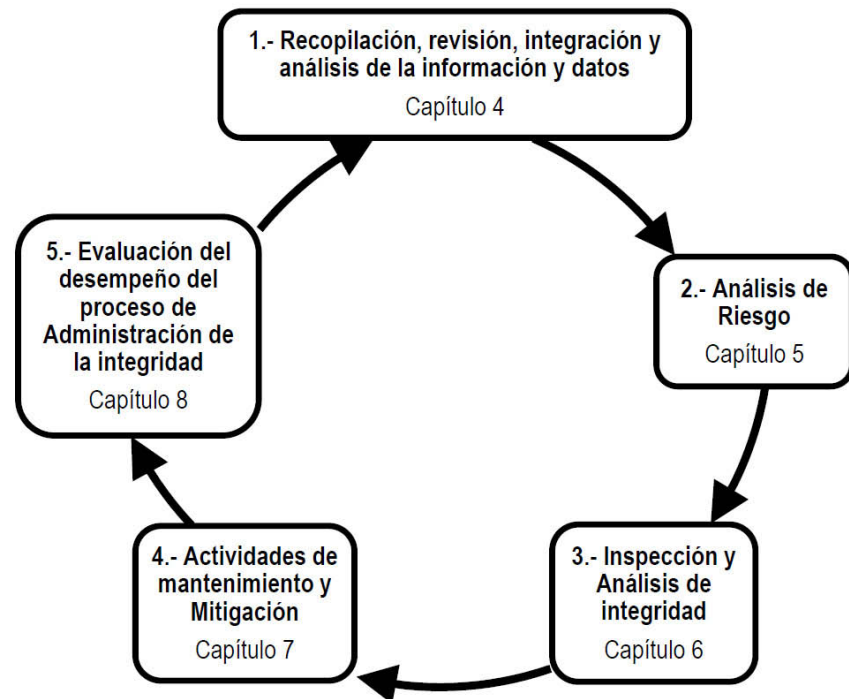 1.- Recopilación, revisión, integración y
análisis de la información y datos
Capítulo 4
2.- Análisis de
Riesgo
Capítulo 5
3.- Inspección y
Análisis de
integridad
Capítulo 6
4.- Actividades de
mantenimiento y
Mitigación
Capítulo 7
5.- Evaluación del
desempeño del
proceso de
Administración de
la integridad
Capítulo 8